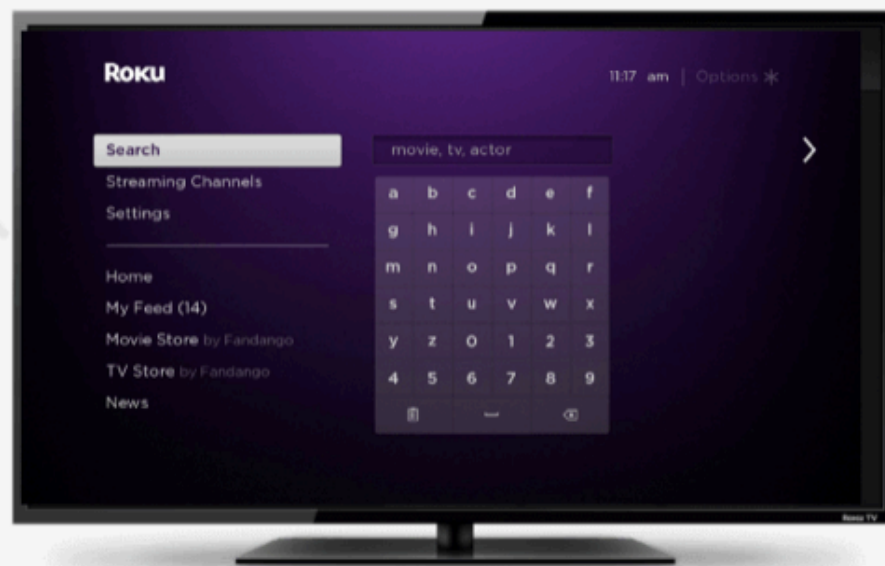 Roku
11:17 am | Options
Search
Streaming Channels
Settings
Home
My Feed (14)
Movie Store by Fandango
TV Store by Fandango
News
movie, tv, actor
a b c d e f
g h i j k l
m n o p q r
s t u v w x
y z 0 1 2 3
4 5 6 7 8 9
Roku TV